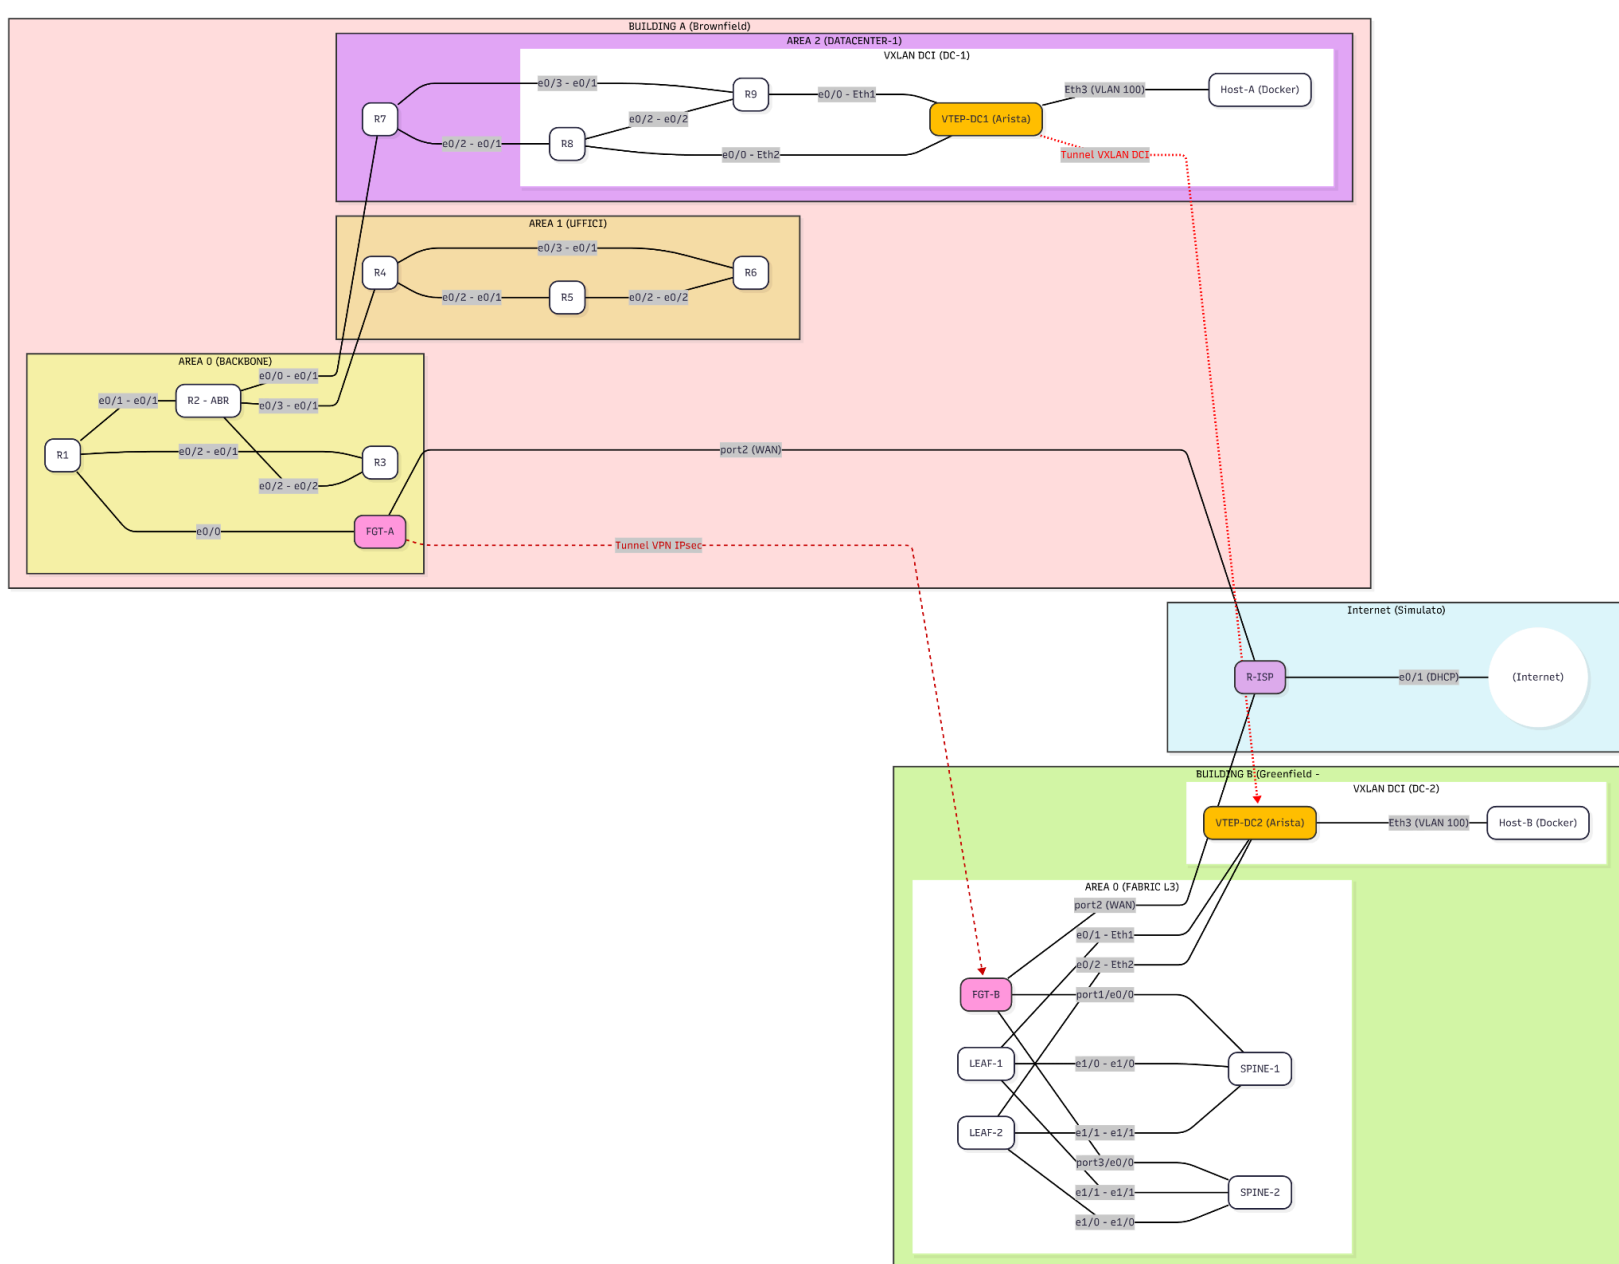 BUILDING A (Brownfield)
AREA 2 (DATACENTER-1)
VXLAN DCI (DC-1)
e0/3 - e0/1
R9
e0/0 - Eth1
Eth3 (VLAN 100)
Host-A (Docker)
R7
e0/2 - e0/2
VTEP-DC1 (Arista)
e0/2 - e0/1
R8
e0/0 - Eth2
Tunnel VXLAN DCI
AREA 1 (UFFICI)
e0/3 - e0/1
R4
R6
e0/2 - e0/1
R5
e0/2 - e0/2
AREA 0 (BACKBONE)
e0/0 - e0/1
e0/1 - e0/1
R2 - ABR
e0/3 - e0/1
R1
e0/2 - e0/1
R3
e0/2 - e0/2
port2 (WAN)
e0/0
FGT-A
Tunnel VPN IPsec
Internet (Simulato)
R-ISP
e0/1 (DHCP)
(Internet)
BUILDING B (Greenfield -
VXLAN DCI (DC-2)
VTEP-DC2 (Arista)
Eth3 (VLAN 100)
Host-B (Docker)
AREA 0 (FABRIC L3)
port2 (WAN)
e0/1 - Eth1
e0/2 - Eth2
FGT-B
port1/e0/0
LEAF-1
e1/0 - e1/0
SPINE-1
LEAF-2
e1/1 - e1/1
port3/e0/0
e1/1 - e1/1
SPINE-2
e1/0 - e1/0